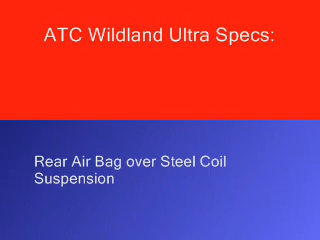 ATC Wildland Ultra Specs:
Rear Air Bag over Steel Coil
Suspension